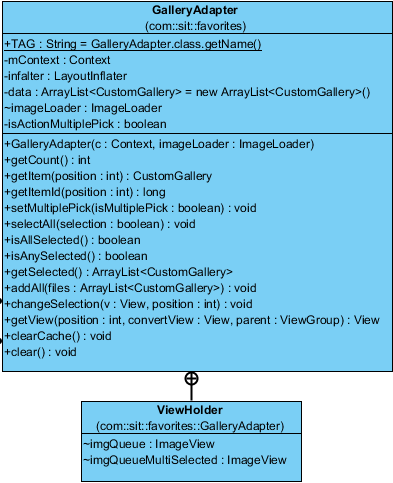 GalleryAdapter
(com::sit::favorites)
+TAG : String = GalleryAdapter.class.getName()
-mContext : Context
-infalter : LayoutInflater
-data : ArrayList<CustomGallery> = new ArrayList<CustomGallery>()
~imageLoader : ImageLoader
-isActionMultiplePick : boolean
+GalleryAdapter(c : Context, imageLoader : ImageLoader)
+getCount() : int
+getItem(position : int) : CustomGallery
+getItemId(position : int) : long
+setMultiplePick(isMultiplePick : boolean) : void
+selectAll(selection : boolean) : void
+isAllSelected() : boolean
+isAnySelected() : boolean
+getSelected() : ArrayList<CustomGallery>
+addAll(files : ArrayList<CustomGallery>) : void
+changeSelection(v : View, position : int) : void
+getView(position : int, convertView : View, parent : ViewGroup) : View
+clearCache() : void
+clear() : void
ViewHolder
(com::sit::favorites::GalleryAdapter)
~imgQueue : ImageView
~imgQueueMultiSelected : ImageView